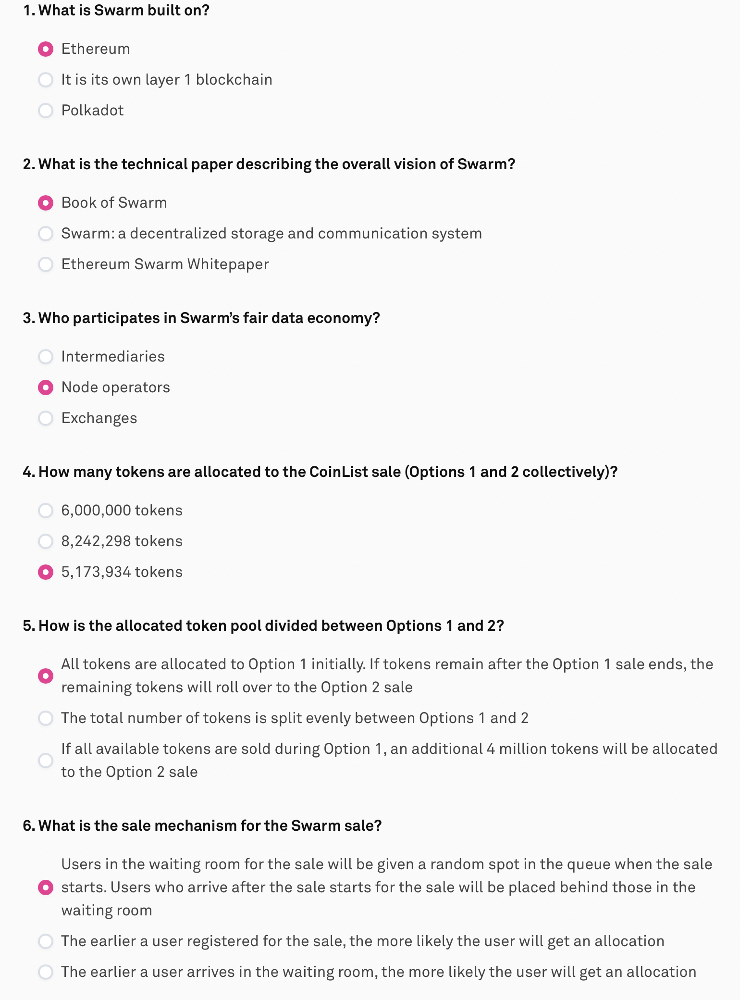 1. What is Swarm built on?
Ethereum
It is its own layer 1 blockchain
Polkadot
2. What is the technical paper describing the overall vision of Swarm?
Book of Swarm
Swarm: a decentralized storage and communication system
Ethereum Swarm Whitepaper
3. Who participates in Swarm’s fair data economy?
Intermediaries
Node operators
Exchanges
4. How many tokens are allocated to the CoinList sale (Options 1 and 2 collectively)?
6,000,000 tokens
8,242,298 tokens
5,173,934 tokens
5. How is the allocated token pool divided between Options 1 and 2?
All tokens are allocated to Option 1 initially. If tokens remain after the Option 1 sale ends, the
remaining tokens will roll over to the Option 2 sale
The total number of tokens is split evenly between Options 1 and 2
If all available tokens are sold during Option 1, an additional 4 million tokens will be allocated
to the Option 2 sale
6. What is the sale mechanism for the Swarm sale?
Users in the waiting room for the sale will be given a random spot in the queue when the sale
starts. Users who arrive after the sale starts for the sale will be placed behind those in the
waiting room
The earlier a user registered for the sale, the more likely the user will get an allocation
The earlier a user arrives in the waiting room, the more likely the user will get an allocation